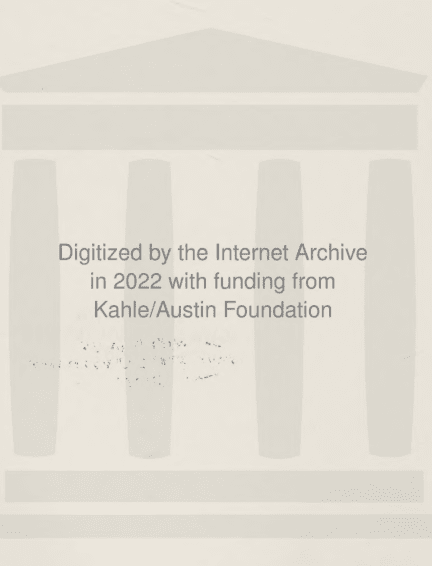 Digitized by the Internet Archive
in 2022 with funding from
Kahle/Austin Foundation